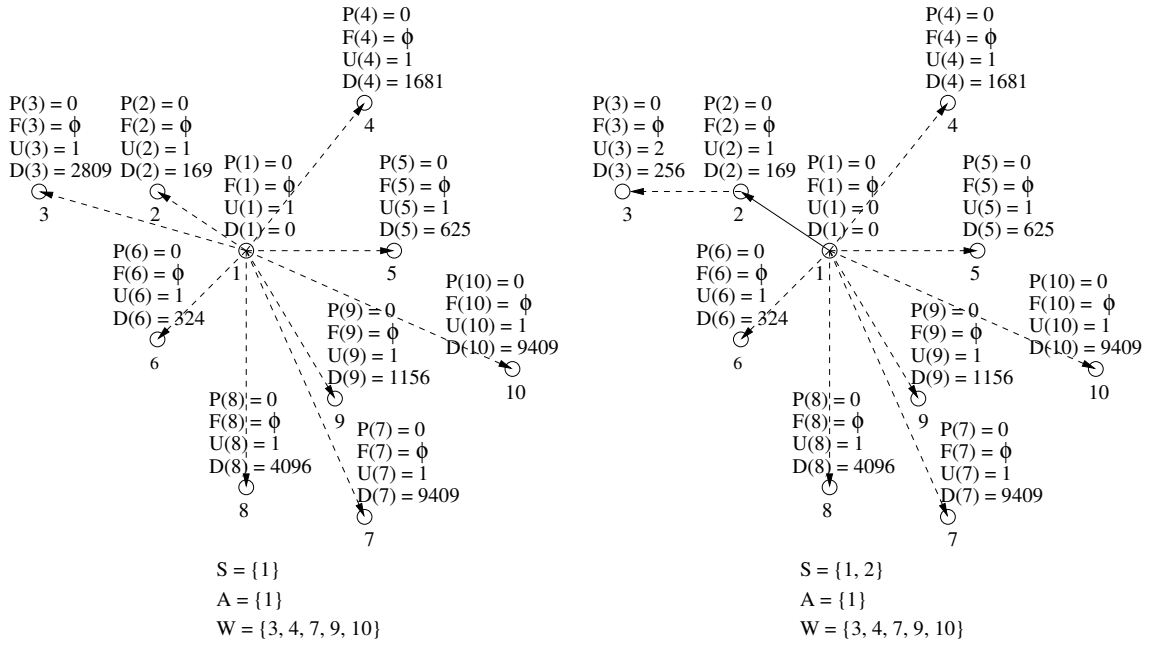 P(4) = 0
F(4) = ϕ
U(4) = 1
D(4) = 1681
4
P(3) = 0
F(3) = ϕ
U(3) = 1
D(3) = 2809
3
P(2) = 0
F(2) = ϕ
U(2) = 1
D(2) = 169
2
P(1) = 0
F(1) = ϕ
U(1) = 1
D(1) = 0
1
P(5) = 0
F(5) = ϕ
U(5) = 1
D(5) = 625
5
P(6) = 0
F(6) = ϕ
U(6) = 1
D(6) = 324
6
P(10) = 0
F(10) = ϕ
U(10) = 1
D(10) = 9409
10
P(9) = 0
F(9) = ϕ
U(9) = 1
D(9) = 1156
9
P(8) = 0
F(8) = ϕ
U(8) = 1
D(8) = 4096
8
P(7) = 0
F(7) = ϕ
U(7) = 1
D(7) = 9409
7
S = {1}
A = {1}
W = {3, 4, 7, 9, 10}
P(4) = 0
F(4) = ϕ
U(4) = 1
D(4) = 1681
4
P(3) = 0
F(3) = ϕ
U(3) = 2
D(3) = 256
3
P(2) = 0
F(2) = ϕ
U(2) = 1
D(2) = 169
2
P(1) = 0
F(1) = ϕ
U(1) = 0
D(1) = 0
1
P(5) = 0
F(5) = ϕ
U(5) = 1
D(5) = 625
5
P(6) = 0
F(6) = ϕ
U(6) = 1
D(6) = 324
6
P(10) = 0
F(10) = ϕ
U(10) = 1
D(10) = 9409
10
P(9) = 0
F(9) = ϕ
U(9) = 1
D(9) = 1156
9
P(8) = 0
F(8) = ϕ
U(8) = 1
D(8) = 4096
8
P(7) = 0
F(7) = ϕ
U(7) = 1
D(7) = 9409
7
S = {1, 2}
A = {1}
W = {3, 4, 7, 9, 10}